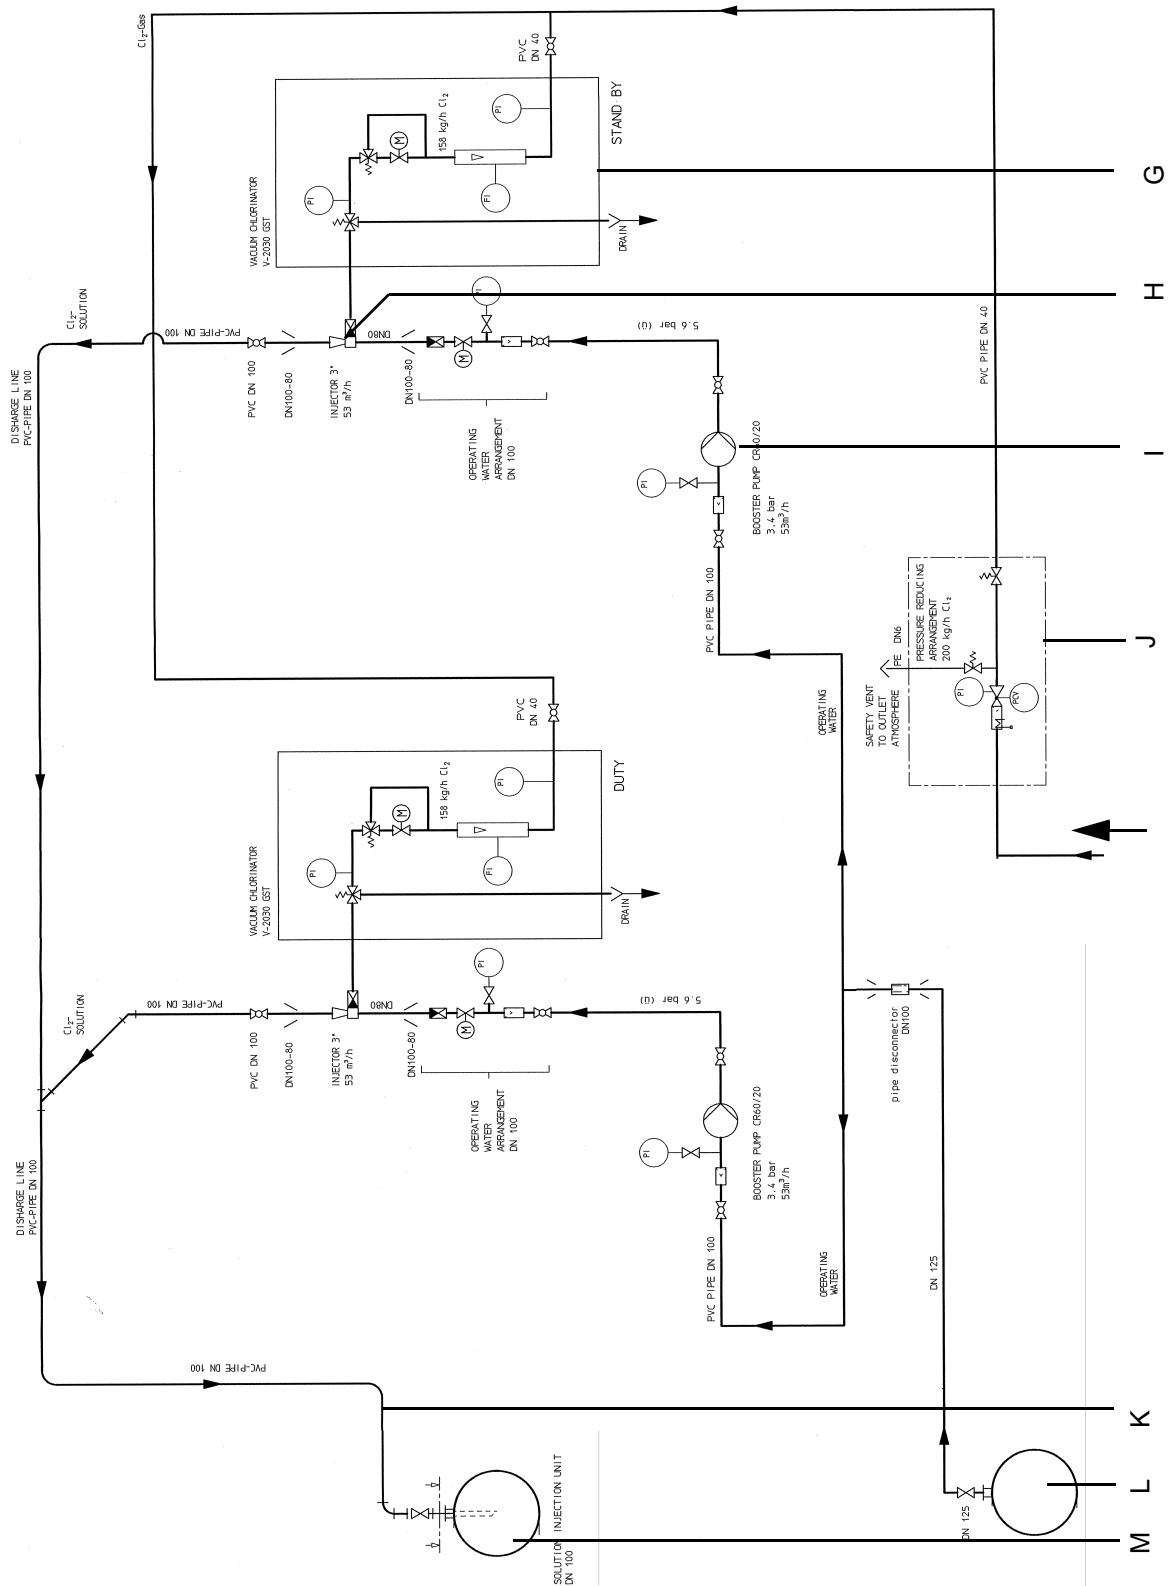 Cl₂-Gas
PVC
DN 40
PI
158 kg/h Cl₂
STAND BY
M
PI
FI
VACUUM CHLORINATOR
V-2030 GST
DRAIN
G
H
Cl₂-
SOLUTION
PVC-PIPE DN 100
DN80
PI
5.6 bar (ü)
PVC PIPE DN 40
DISHARGE LINE
PVC-PIPE DN 100
PVC DN 100
DN100-80
INJECTOR 3"
53 m³/h
DN100-80
M
OPERATING
WATER
ARRANGEMENT
DN 100
PI
BOOSTER PUMP CR60/20
3.4 bar
53m³/h
I
PVC PIPE DN 100
PE DN6
PRESSURE REDUCING
ARRANGEMENT
200 kg/h Cl₂
J
SAFETY VENT
TO OUTLET
ATMOSPHERE
PI
PCV
OPERATING
WATER
PVC
DN 40
PI
158 kg/h Cl₂
DUTY
M
PI
FI
VACUUM CHLORINATOR
V-2030 GST
DRAIN
Cl₂-
SOLUTION
PVC-PIPE DN 100
DN80
PI
5.6 bar (ü)
pipe disconnector
DN100
PVC DN 100
DN100-80
INJECTOR 3"
53 m³/h
DN100-80
M
OPERATING
WATER
ARRANGEMENT
DN 100
PI
BOOSTER PUMP CR60/20
3.4 bar
53m³/h
DISHARGE LINE
PVC-PIPE DN 100
PVC PIPE DN 100
OPERATING
WATER
DN 125
PVC-PIPE DN 100
K
L
M
SOLUTION INJECTION UNIT
DN 100
DN 125